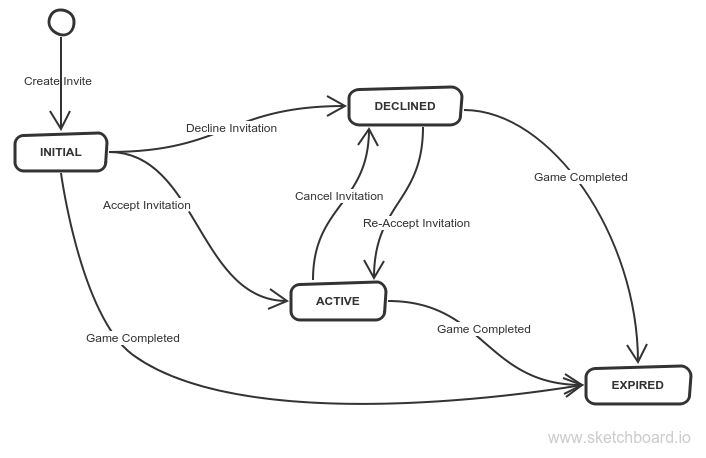 Create Invite
DECLINED
Decline Invitation
INITIAL
Game Completed
Cancel Invitation
Accept Invitation
Re-Accept Invitation
ACTIVE
Game Completed
Game Completed
EXPIRED
www.sketchboard.io